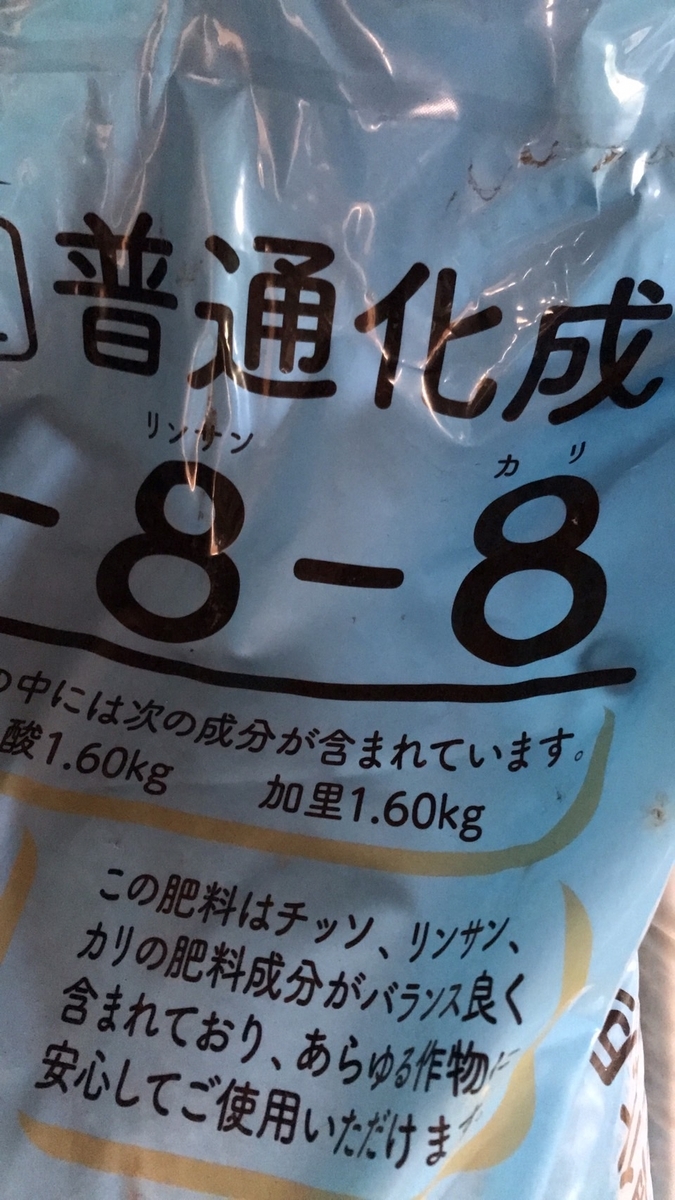 普通化成
リンサン カリ
-8-8
の中には次の成分が含まれています。
酸1.60kg 加里1.60kg
この肥料はチッソ、リンサン、
カリの肥料成分がバランス良く
含まれており、あらゆる作物に
安心してご使用いただけま